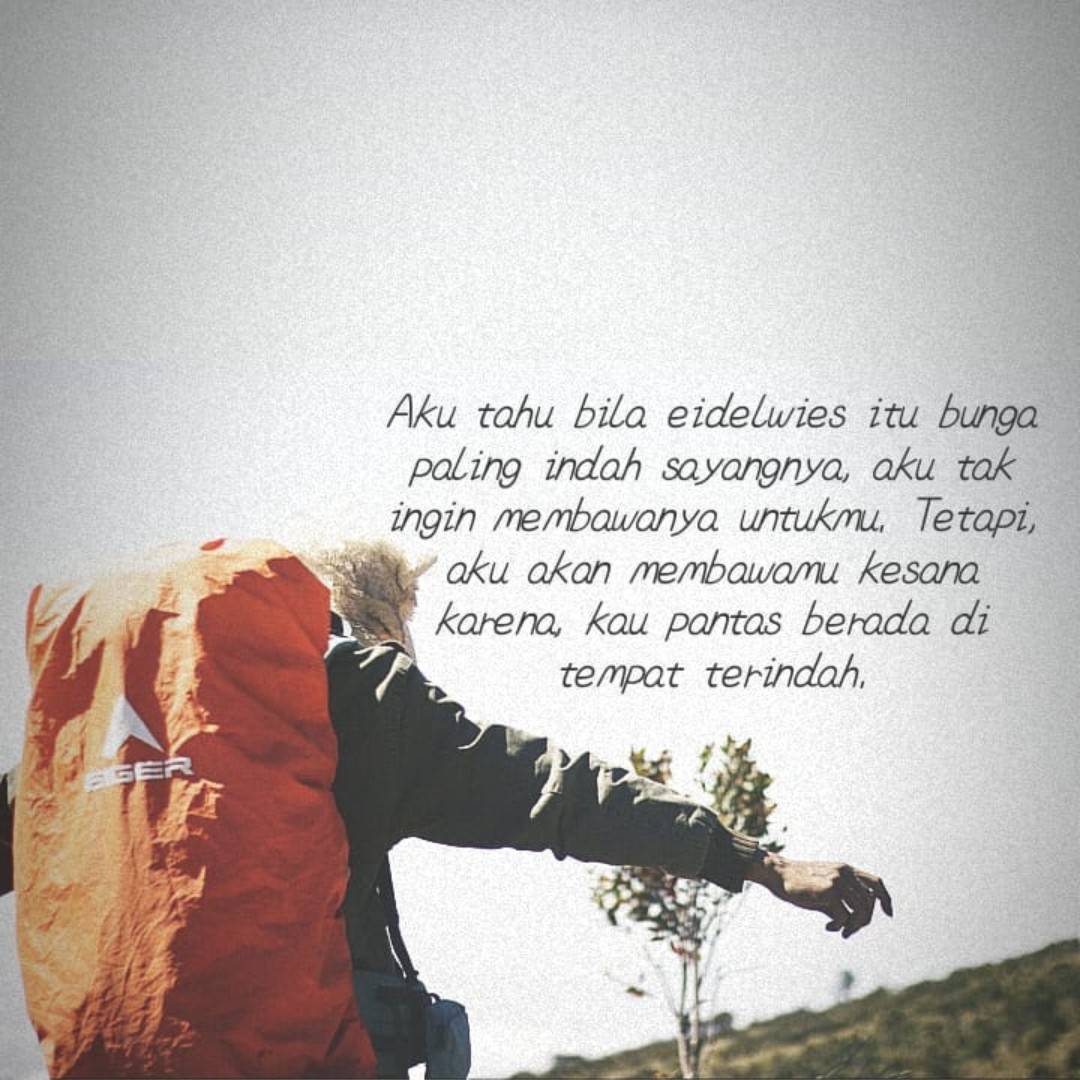 Aku tahu bila eidelwies itu bunga
paling indah sayangnya, aku tak
ingin membawanya untukmu. Tetapi,
aku akan membawamu kesana
karena, kau pantas berada di
tempat terindah.